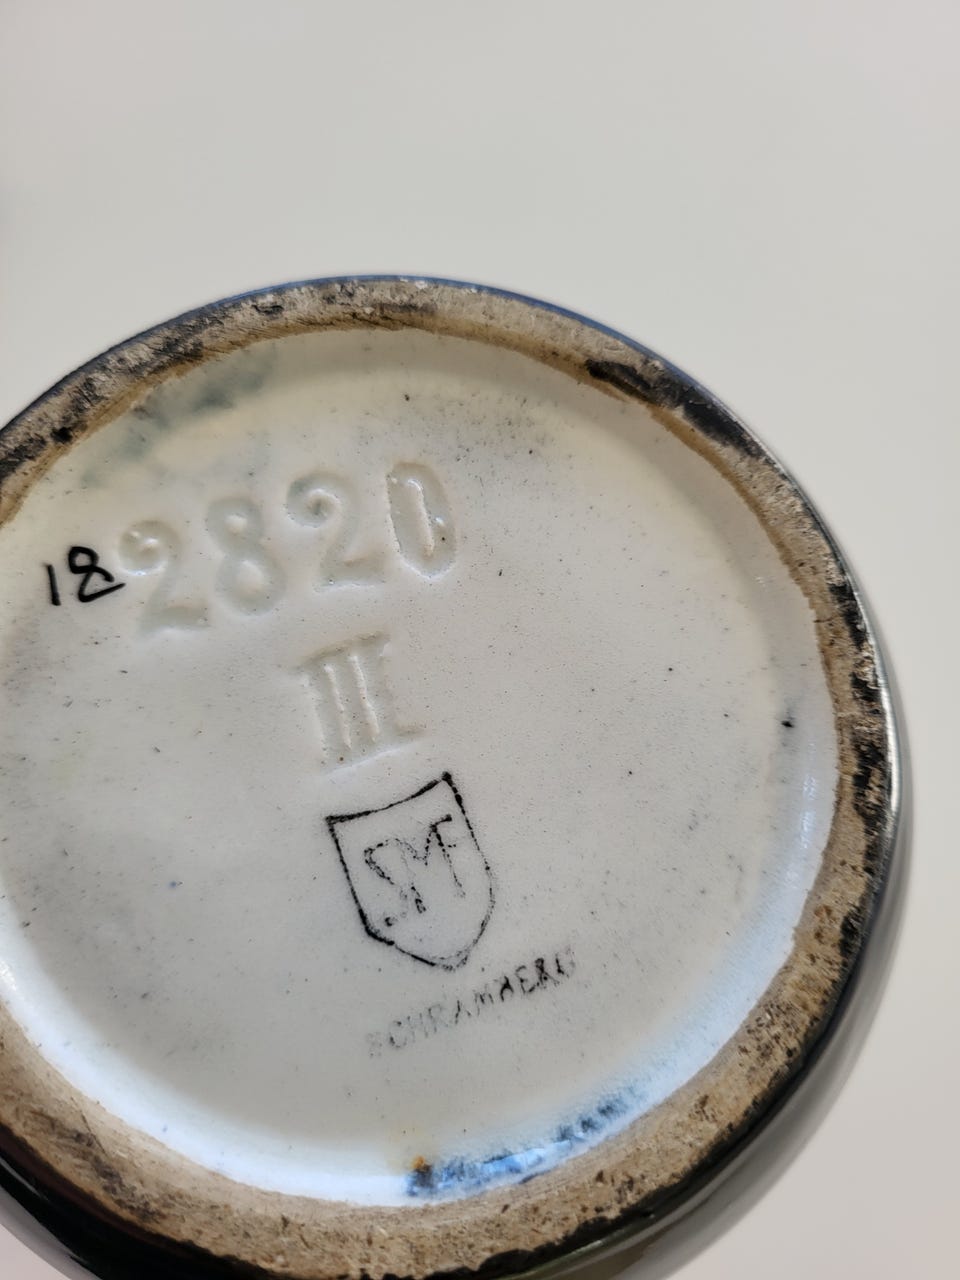 18 2820
III
SMF
SCHRAMBERG